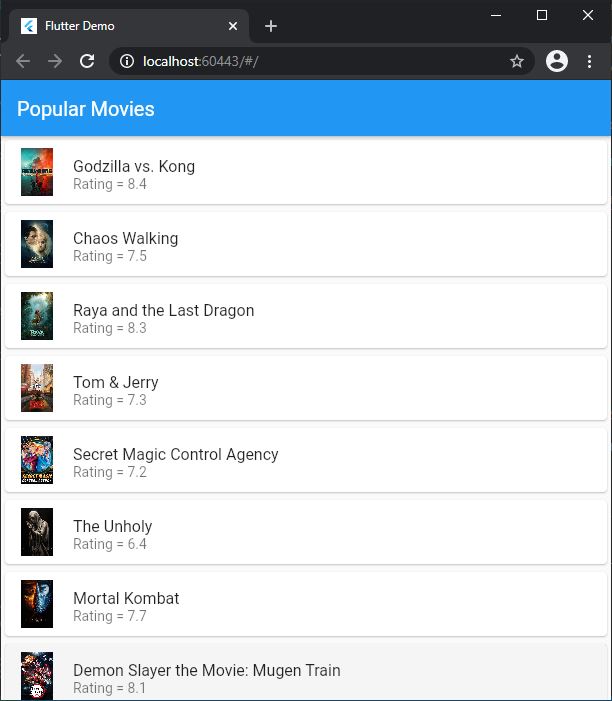 Flutter Demo
localhost:60443/#/
Popular Movies
Godzilla vs. Kong
Rating = 8.4
Chaos Walking
Rating = 7.5
Raya and the Last Dragon
Rating = 8.3
Tom & Jerry
Rating = 7.3
Secret Magic Control Agency
Rating = 7.2
The Unholy
Rating = 6.4
Mortal Kombat
Rating = 7.7
Demon Slayer the Movie: Mugen Train
Rating = 8.1